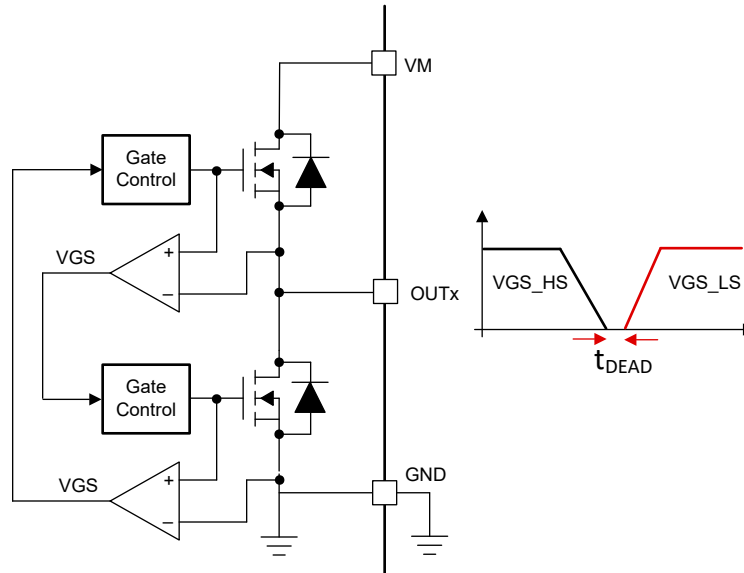 VM
Gate
Control
+
VGS
−
OUTx
VGS_HS
VGS_LS
tDEAD
Gate
Control
GND
VGS
+
−